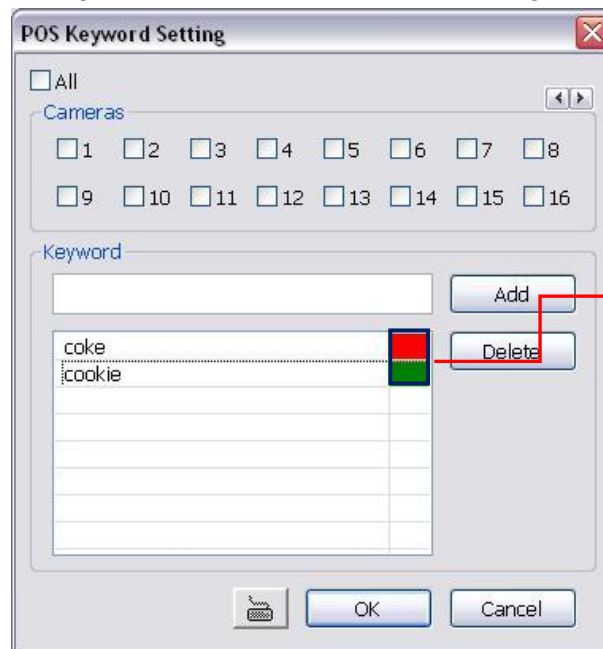 POS Keyword Setting
All
Cameras
1 2 3 4 5 6 7 8
9 10 11 12 13 14 15 16
Keyword
Add
coke
Delete
cookie
OK Cancel